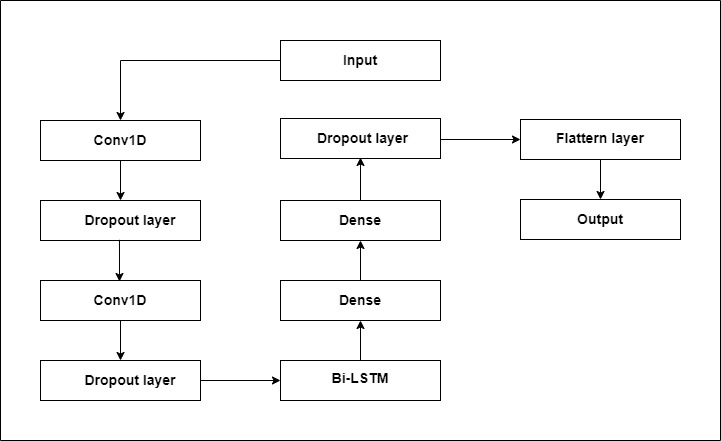 Input
Conv1D
Dropout layer
Conv1D
Dropout layer
Bi-LSTM
Dense
Dense
Dropout layer
Flattern layer
Output